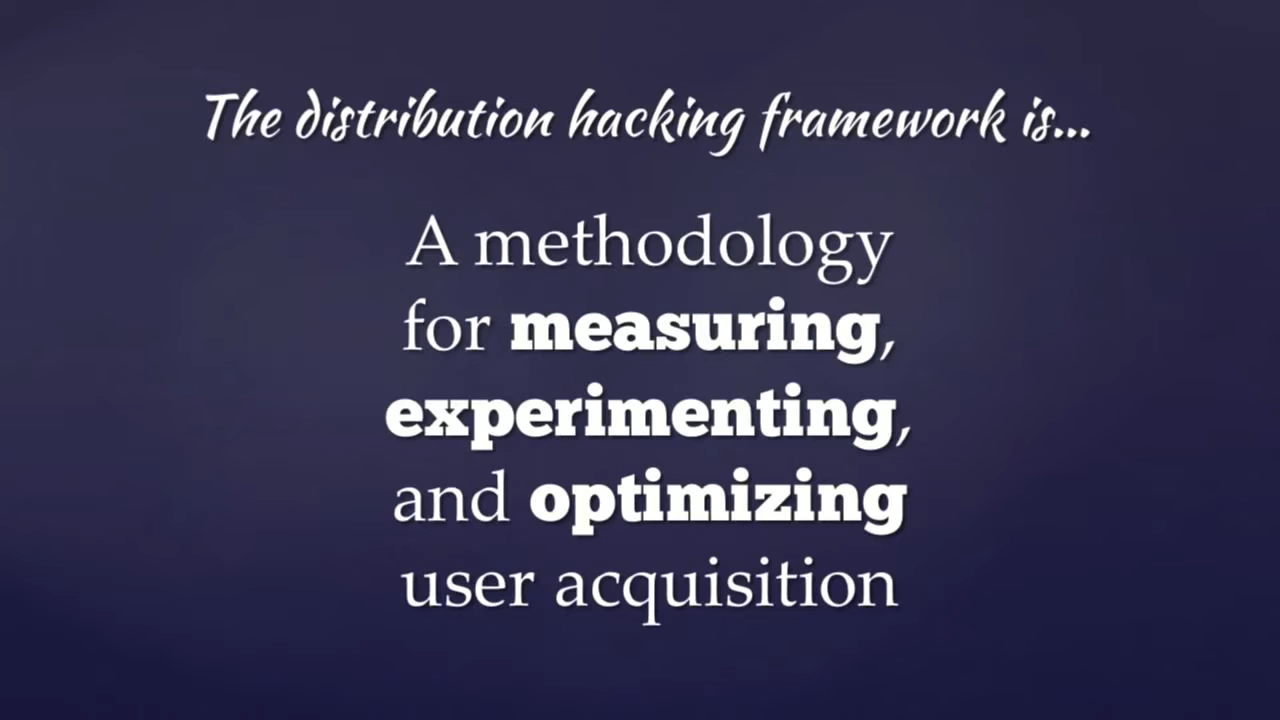 The distribution hacking framework is...
A methodology
for measuring,
experimenting,
and optimizing
user acquisition